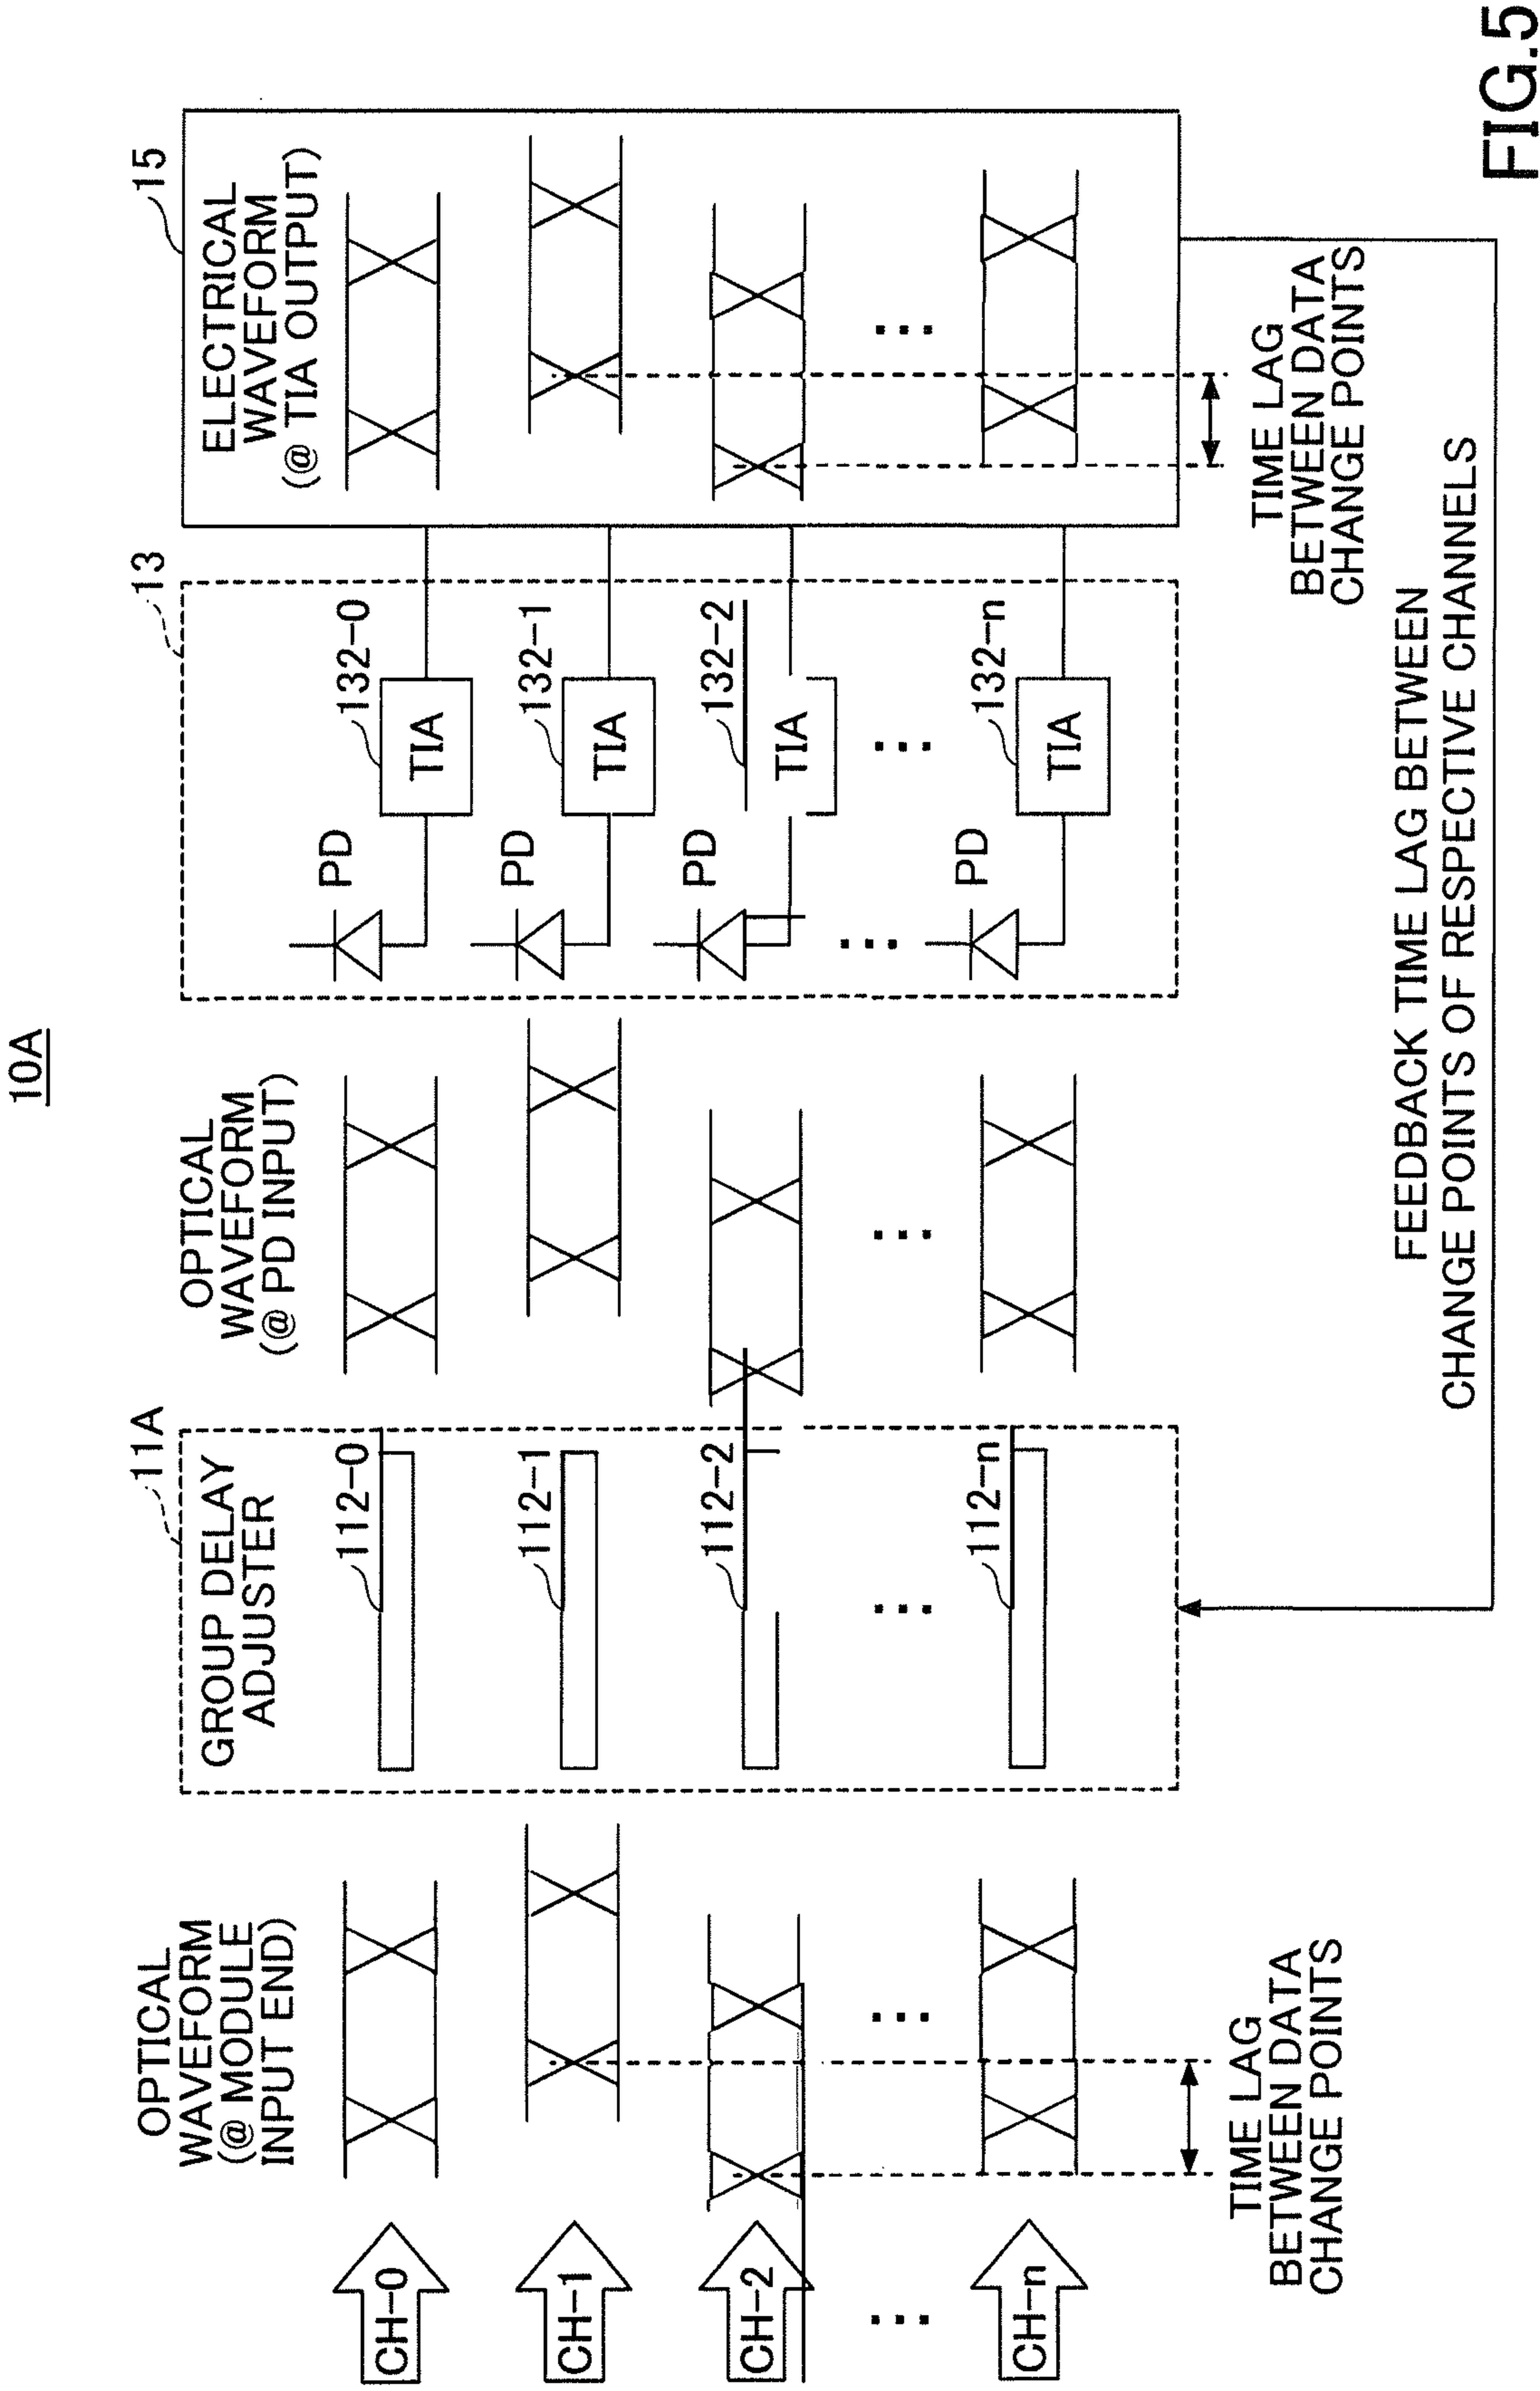 10A
OPTICAL
WAVEFORM
(@ MODULE
INPUT END)
11A
GROUP DELAY
ADJUSTER
OPTICAL
WAVEFORM
(@ PD INPUT)
13
15
ELECTRICAL
WAVEFORM
(@ TIA OUTPUT)
CH-0
112-0
PD
132-0
TIA
CH-1
112-1
PD
132-1
TIA
CH-2
112-2
PD
132-2
TIA
CH-n
112-n
PD
132-n
TIA
TIME LAG
BETWEEN DATA
CHANGE POINTS
TIME LAG
BETWEEN DATA
CHANGE POINTS
FEEDBACK TIME LAG BETWEEN
CHANGE POINTS OF RESPECTIVE CHANNELS
FIG.5